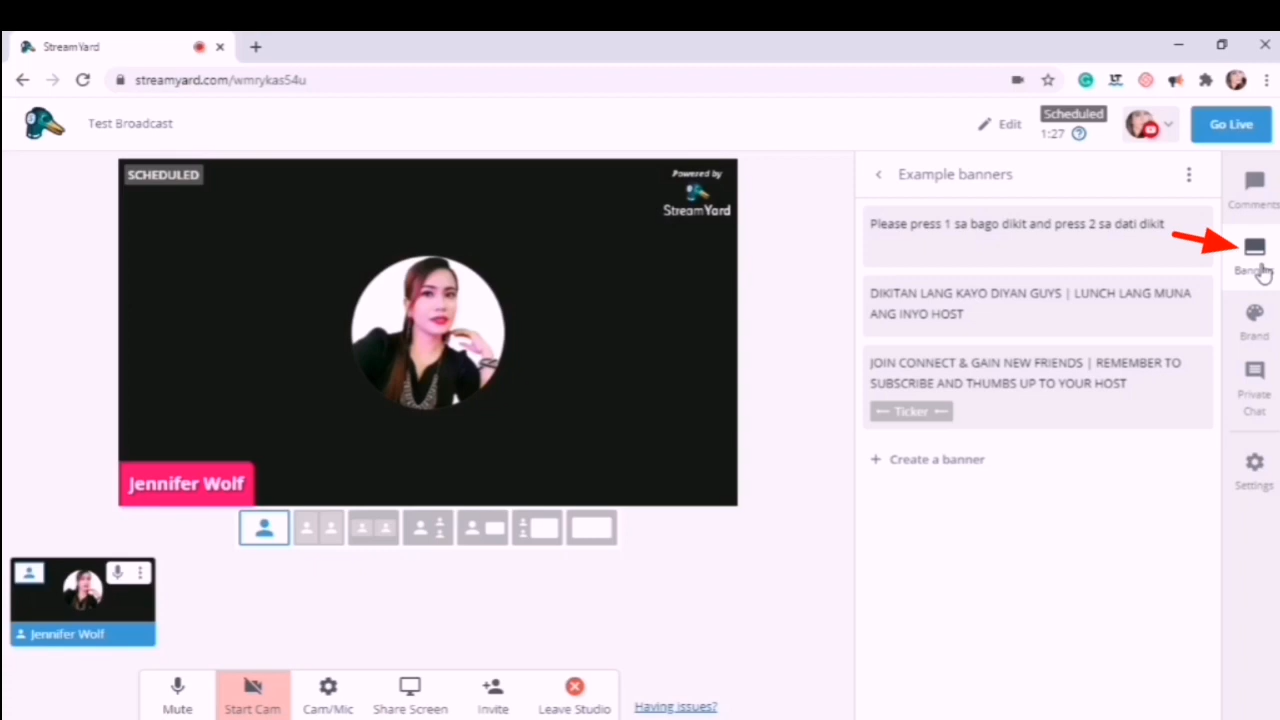 StreamYard
streamyard.com/wmrykas54u
Test Broadcast
Edit
Scheduled
1:27
Go Live
SCHEDULED
Powered by
StreamYard
Jennifer Wolf
Jennifer Wolf
Mute
Start Cam
Cam/Mic
Share Screen
Invite
Leave Studio
Having issues?
Example banners
Please press 1 sa bago dikit and press 2 sa dati dikit
DIKITAN LANG KAYO DIYAN GUYS | LUNCH LANG MUNA
ANG INYO HOST
JOIN CONNECT & GAIN NEW FRIENDS | REMEMBER TO
SUBSCRIBE AND THUMBS UP TO YOUR HOST
Ticker
+ Create a banner
Comments
Brand
Private
Chat
Settings